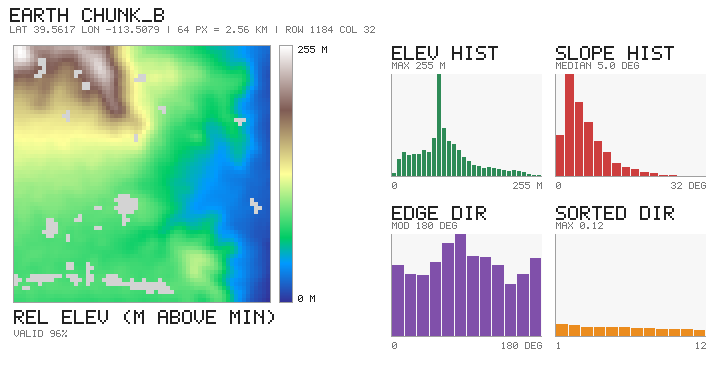 EARTH CHUNK_B
LAT 39.5617 LON -113.5079 | 64 PX = 2.56 KM | ROW 1184 COL 32
255 M
0 M
REL ELEV (M ABOVE MIN)
VALID 96%
ELEV HIST
MAX 255 M
0 255 M
SLOPE HIST
MEDIAN 5.0 DEG
0 32 DEG
EDGE DIR
MOD 180 DEG
0 180 DEG
SORTED DIR
MAX 0.12
1 12